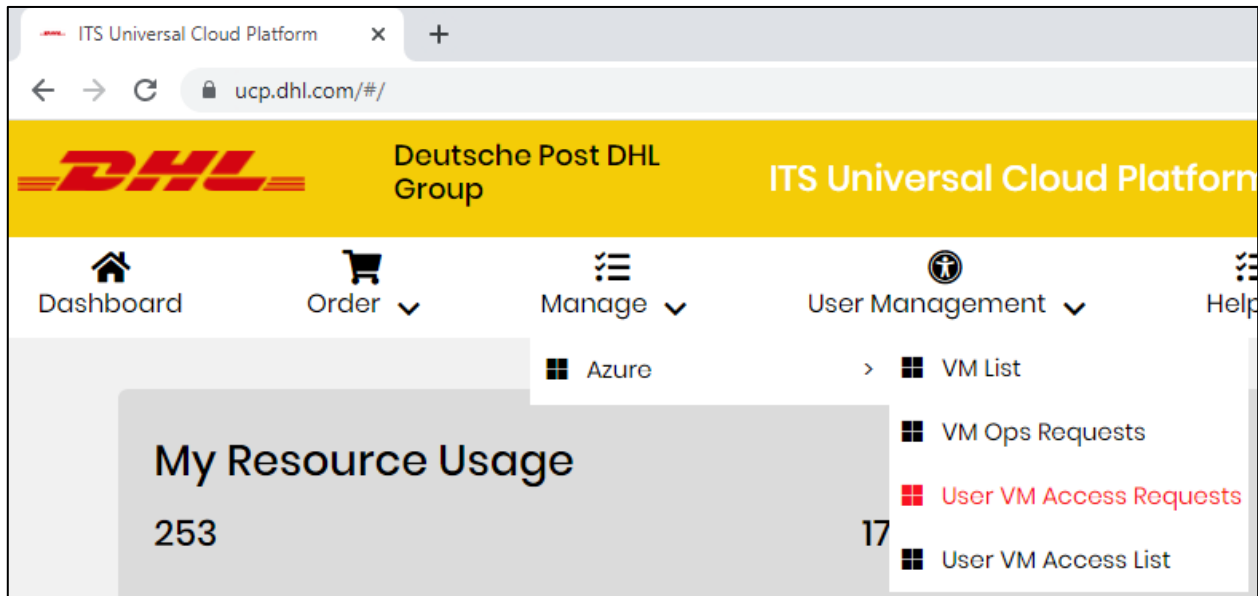 ITS Universal Cloud Platform
ucp.dhl.com/#/
DHL
Deutsche Post DHL
Group
ITS Universal Cloud Platform
Dashboard
Order
Manage
User Management
Help
Azure
VM List
VM Ops Requests
User VM Access Requests
User VM Access List
My Resource Usage
253
17